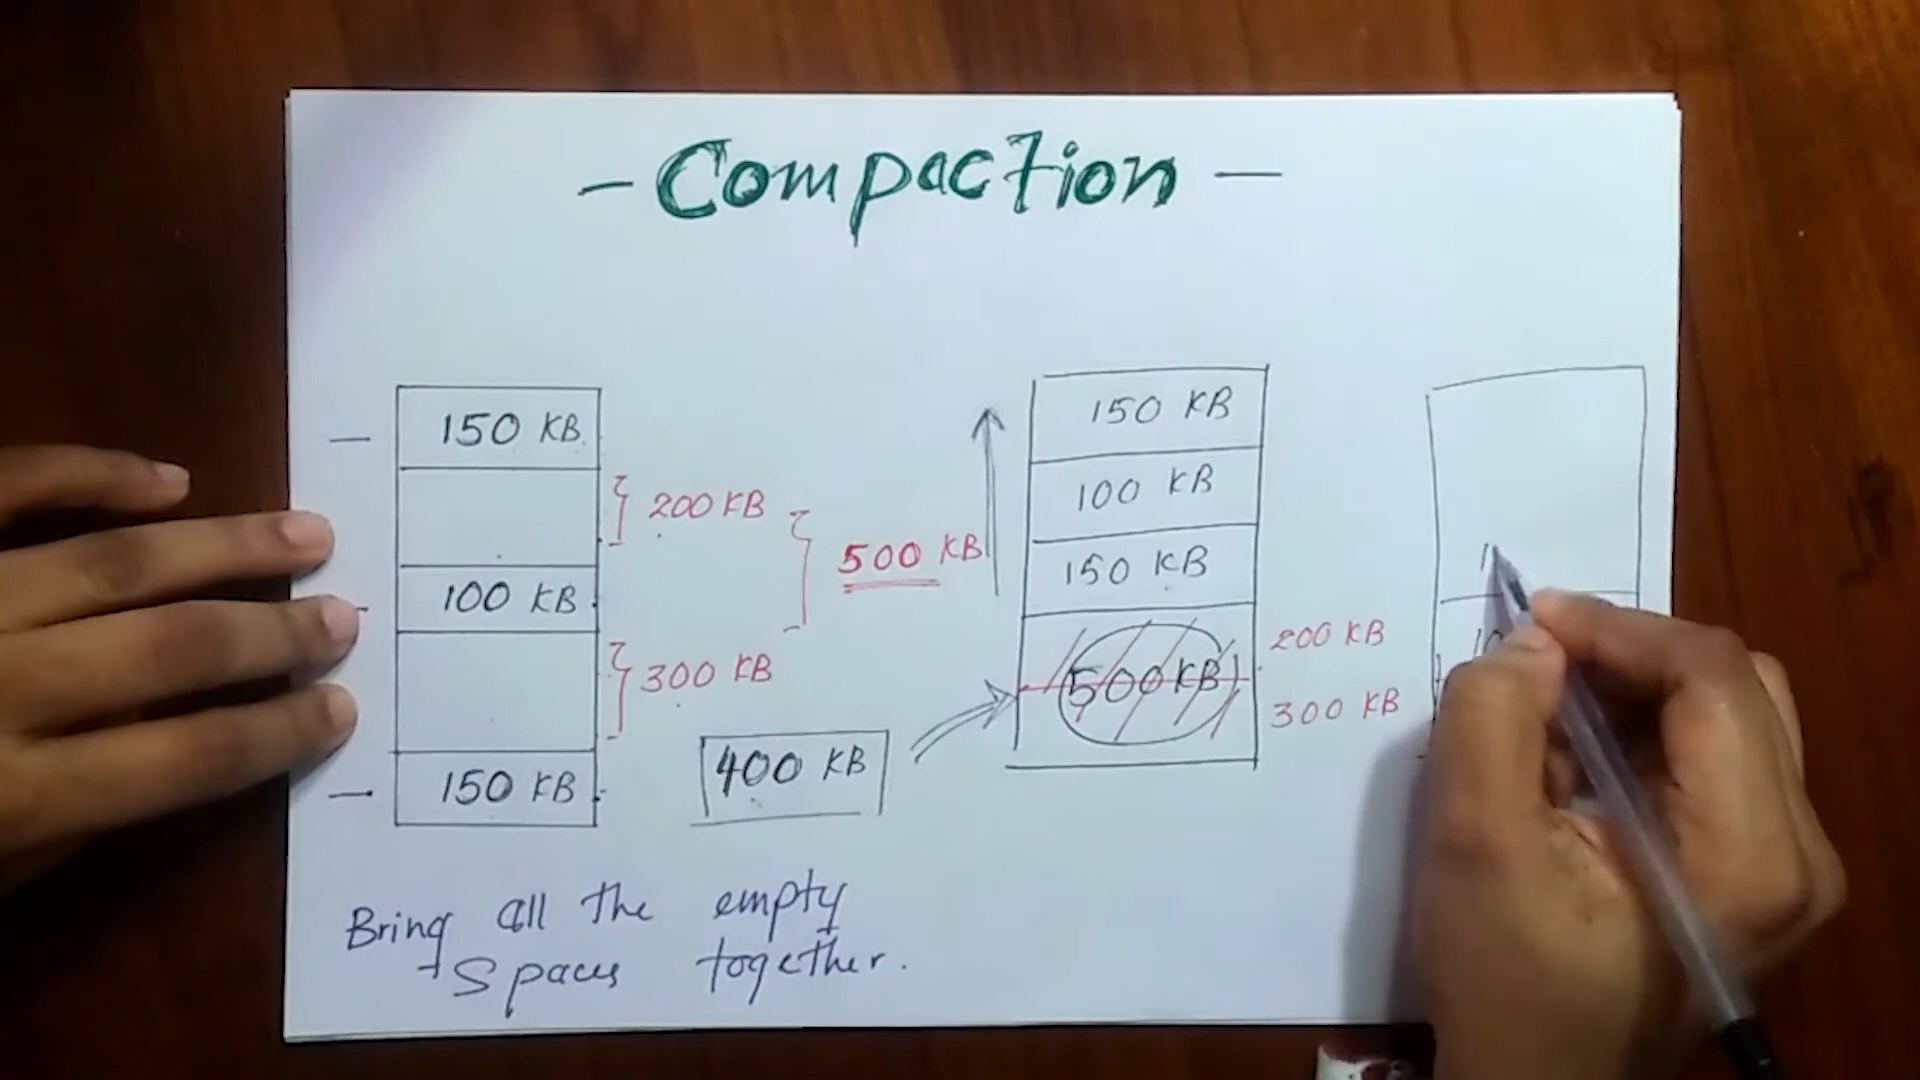 - Compaction -
150 KB
200 KB
100 KB
300 KB
150 KB
500 KB
400 KB
150 KB
100 KB
150 KB
500 KB
200 KB
300 KB
Bring all the empty
spaces together.